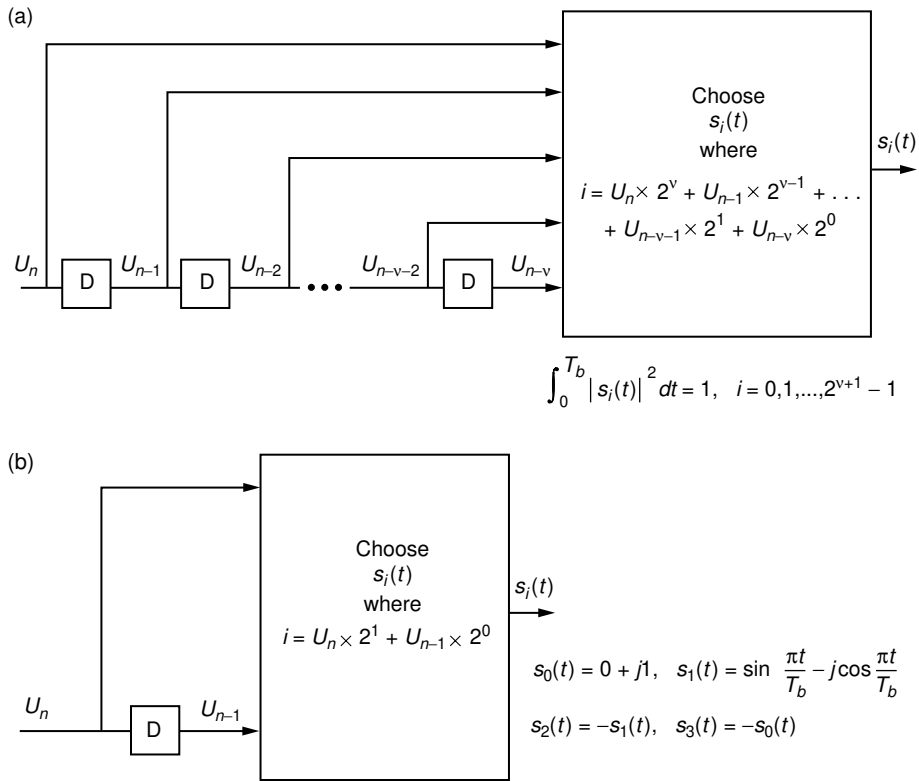 (a)
Choose
s_i(t)
where
i = U_n × 2^ν + U_{n–1} × 2^{ν–1} + . . .
+ U_{n–ν–1} × 2^1 + U_{n–ν} × 2^0
s_i(t)
U_n
D
U_{n–1}
D
U_{n–2}
U_{n–ν–2}
D
U_{n–ν}
∫_0^{T_b} |s_i(t)|^2 dt = 1, i = 0,1,...,2^{ν+1} – 1
(b)
Choose
s_i(t)
where
i = U_n × 2^1 + U_{n–1} × 2^0
s_i(t)
U_n
D
U_{n–1}
s_0(t) = 0 + j1, s_1(t) = sin πt/T_b – j cos πt/T_b
s_2(t) = –s_1(t), s_3(t) = –s_0(t)